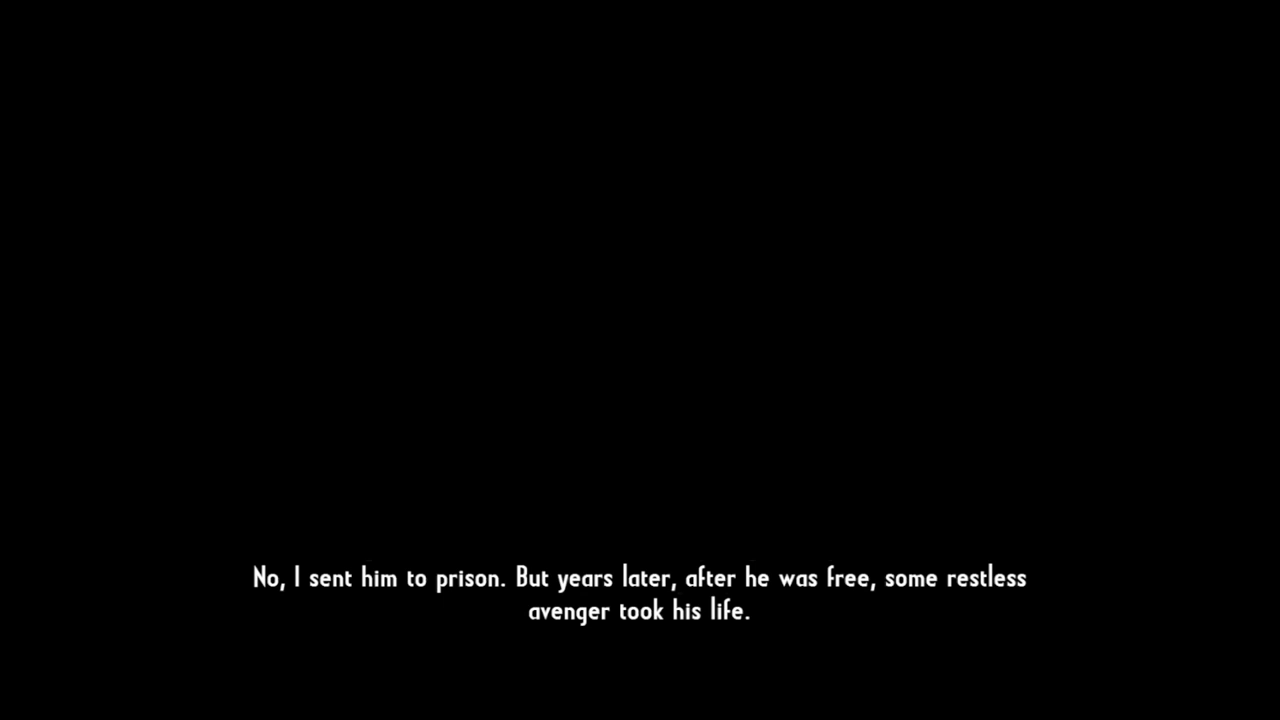 No, I sent him to prison. But years later, after he was free, some restless
avenger took his life.